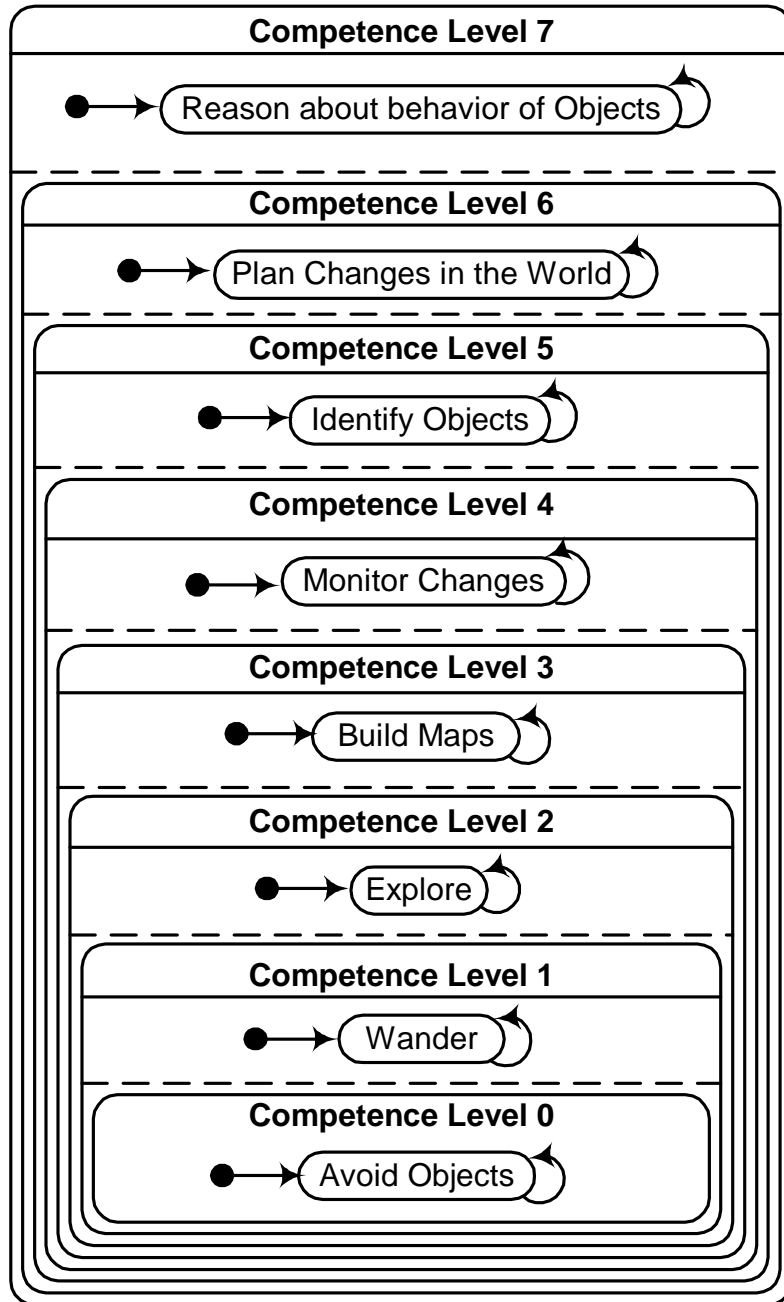 Competence Level 7
Reason about behavior of Objects
Competence Level 6
Plan Changes in the World
Competence Level 5
Identify Objects
Competence Level 4
Monitor Changes
Competence Level 3
Build Maps
Competence Level 2
Explore
Competence Level 1
Wander
Competence Level 0
Avoid Objects